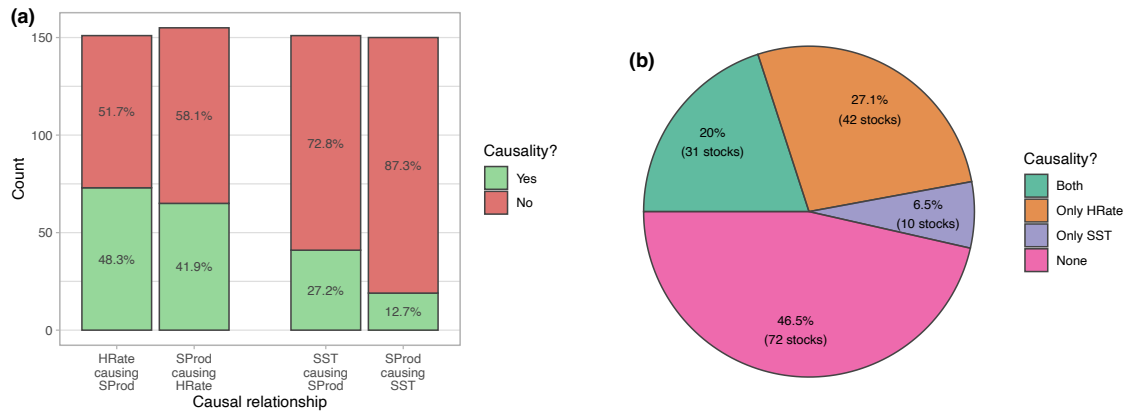 (a)
Count
150
100
50
0
51.7%
48.3%
58.1%
41.9%
72.8%
27.2%
87.3%
12.7%
HRate
causing
SProd
SProd
causing
HRate
SST
causing
SProd
SProd
causing
SST
Causal relationship
Causality?
Yes
No
(b)
20%
(31 stocks)
27.1%
(42 stocks)
6.5%
(10 stocks)
46.5%
(72 stocks)
Causality?
Both
Only HRate
Only SST
None